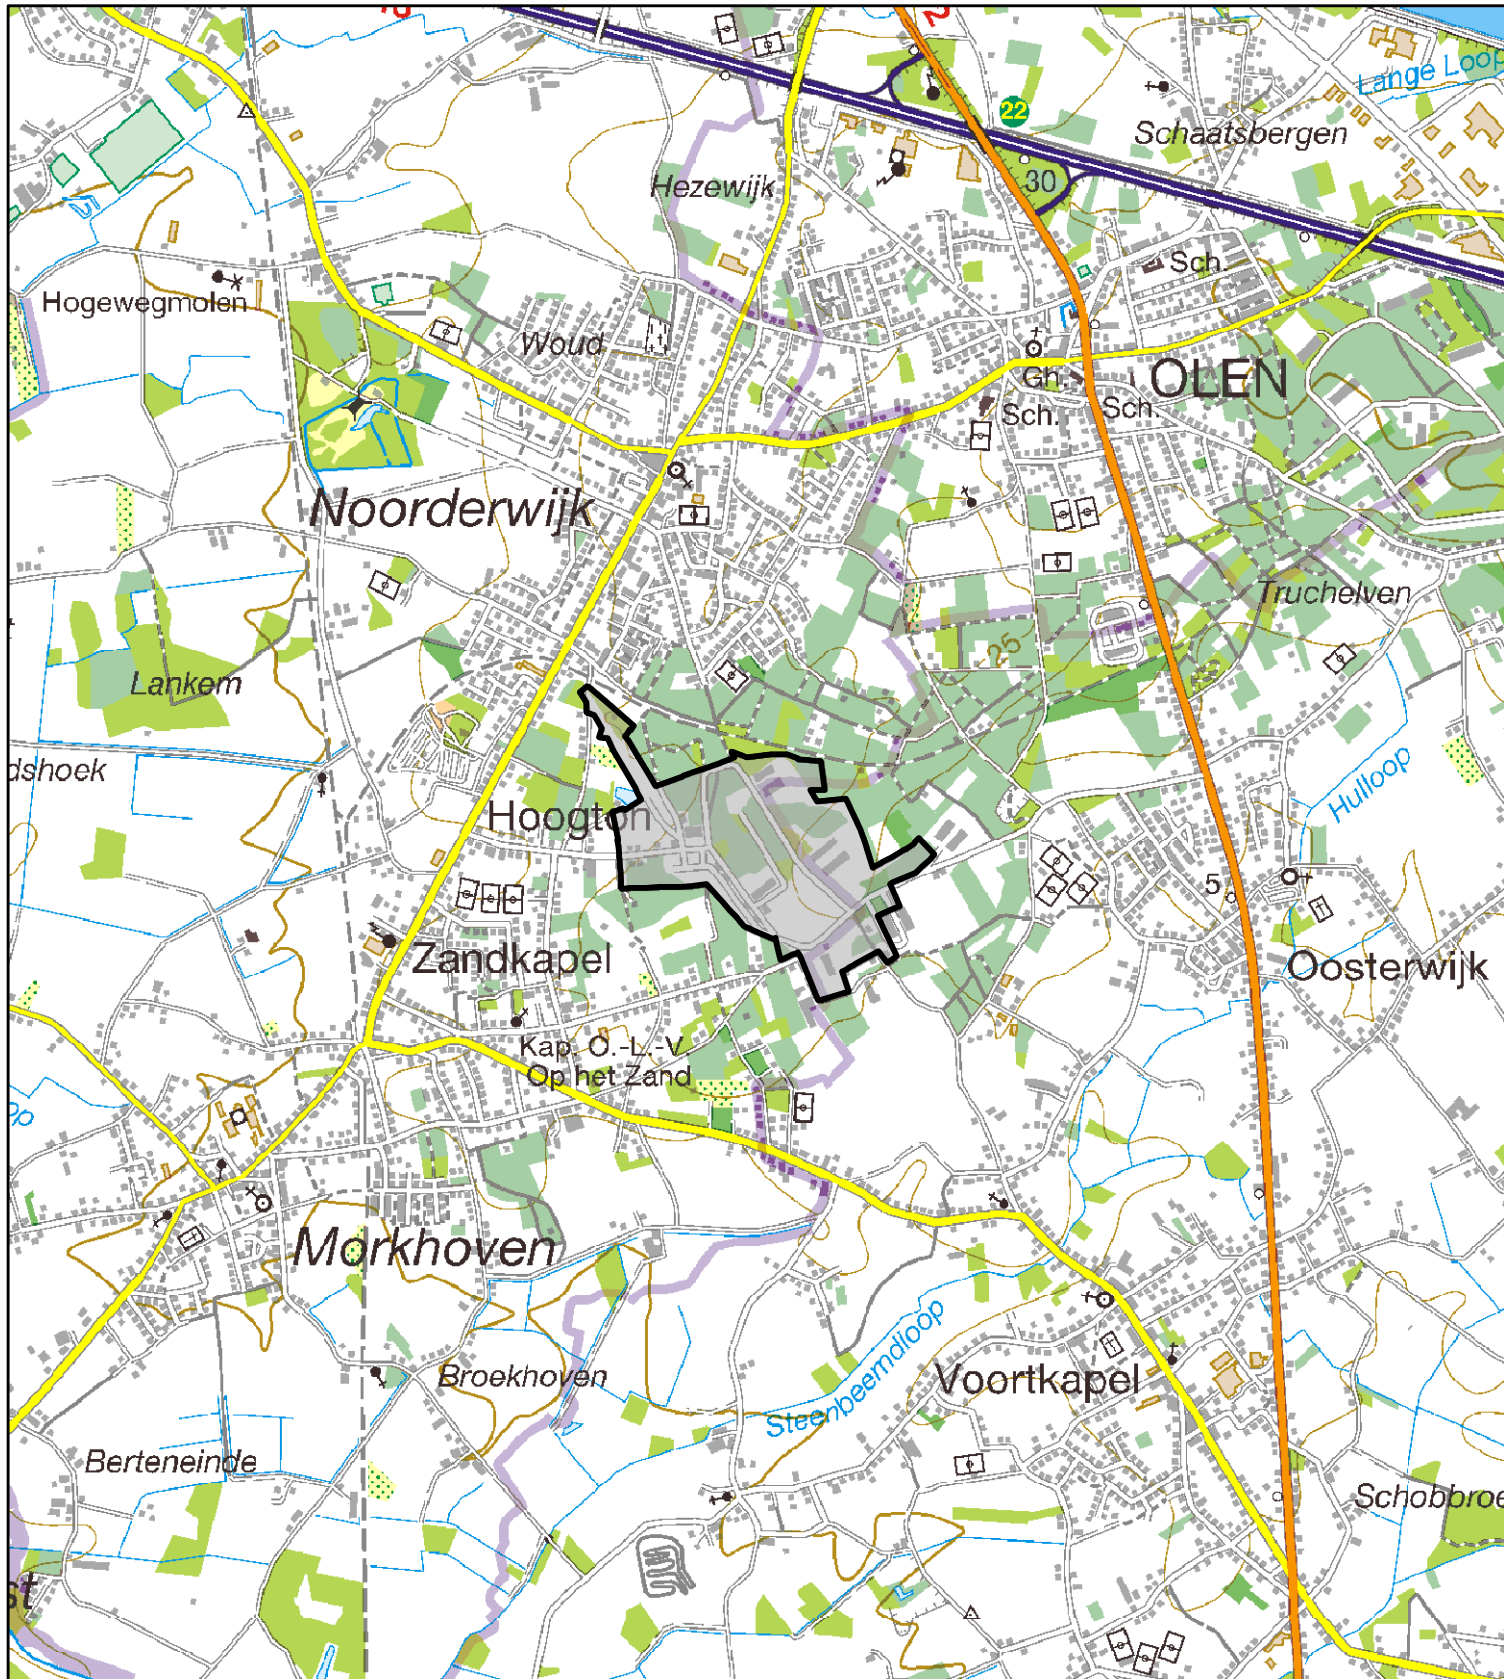 22
Lange Loop
Schaatsbergen
Hezewijk
30
Sch.
Hogewegmolen
Woud
Gh.
OLEN
Sch.
Sch.
Noorderwijk
Truchelven
25
Lankem
dshoek
Hulloop
Hoogton
5
Zandkapel
Oosterwijk
Kap. O.-L.-V
Op het Zand
Morkhoven
Steenbeemdloop
Broekhoven
Voortkapel
Berteneinde
Schobbroe
st